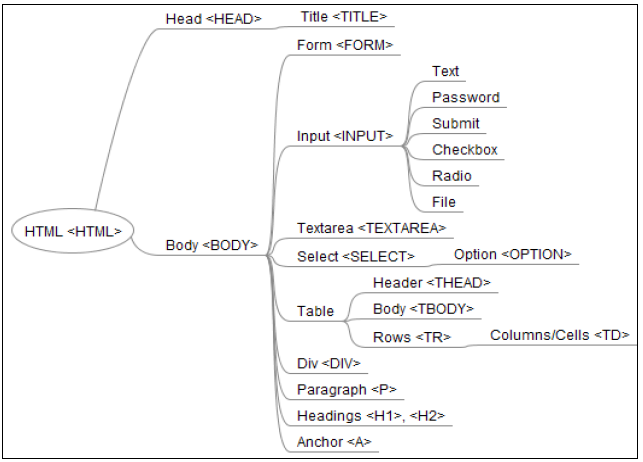 Head <HEAD>
Title <TITLE>
Form <FORM>
Text
Password
Submit
Input <INPUT>
Checkbox
Radio
File
HTML <HTML>
Body <BODY>
Textarea <TEXTAREA>
Select <SELECT>
Option <OPTION>
Header <THEAD>
Table
Body <TBODY>
Rows <TR>
Columns/Cells <TD>
Div <DIV>
Paragraph <P>
Headings <H1>, <H2>
Anchor <A>